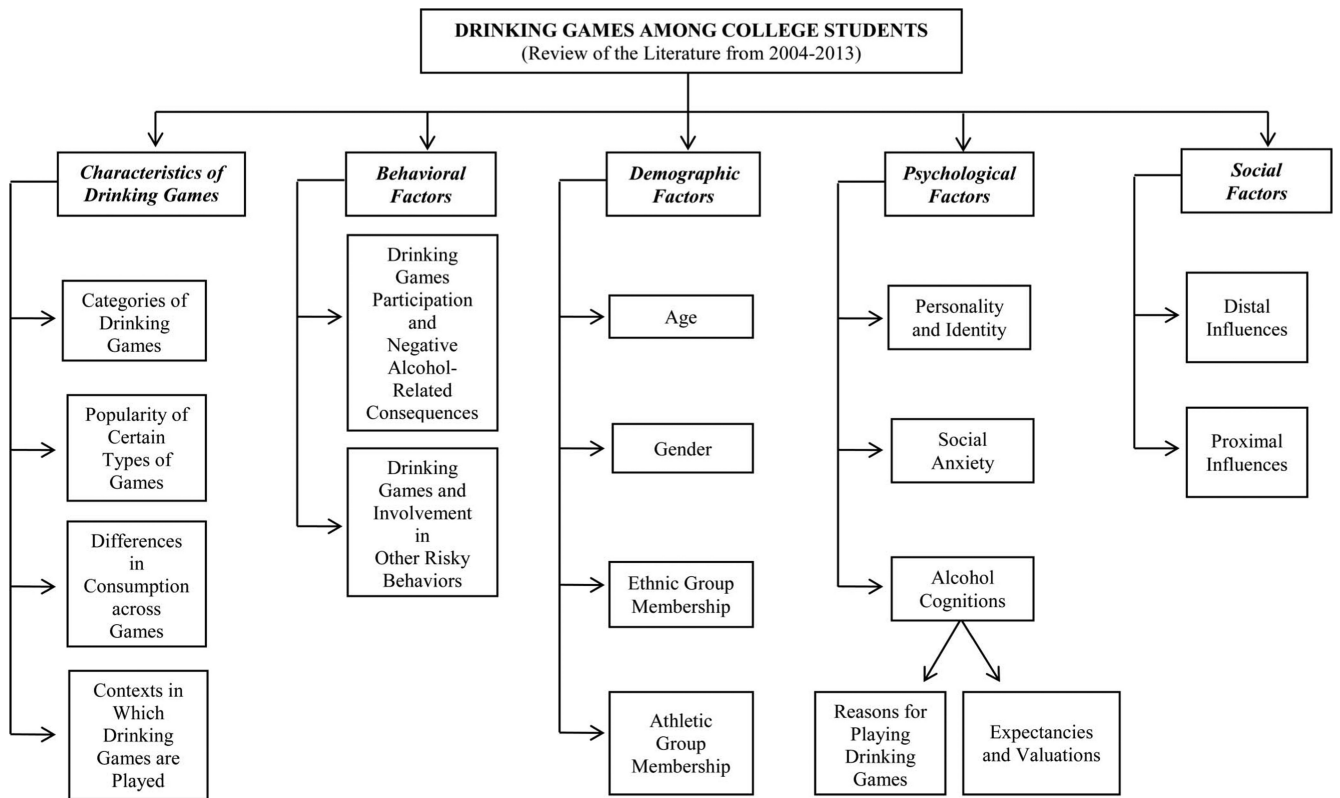 DRINKING GAMES AMONG COLLEGE STUDENTS
(Review of the Literature from 2004-2013)
Characteristics of
Drinking Games
Categories of
Drinking
Games
Popularity of
Certain
Types of
Games
Differences
in
Consumption
across
Games
Contexts in
Which
Drinking
Games are
Played
Behavioral
Factors
Drinking
Games
Participation
and
Negative
Alcohol-
Related
Consequences
Drinking
Games and
Involvement
in
Other Risky
Behaviors
Demographic
Factors
Age
Gender
Ethnic Group
Membership
Athletic
Group
Membership
Psychological
Factors
Personality
and Identity
Social
Anxiety
Alcohol
Cognitions
Reasons for
Playing
Drinking
Games
Expectancies
and Valuations
Social
Factors
Distal
Influences
Proximal
Influences